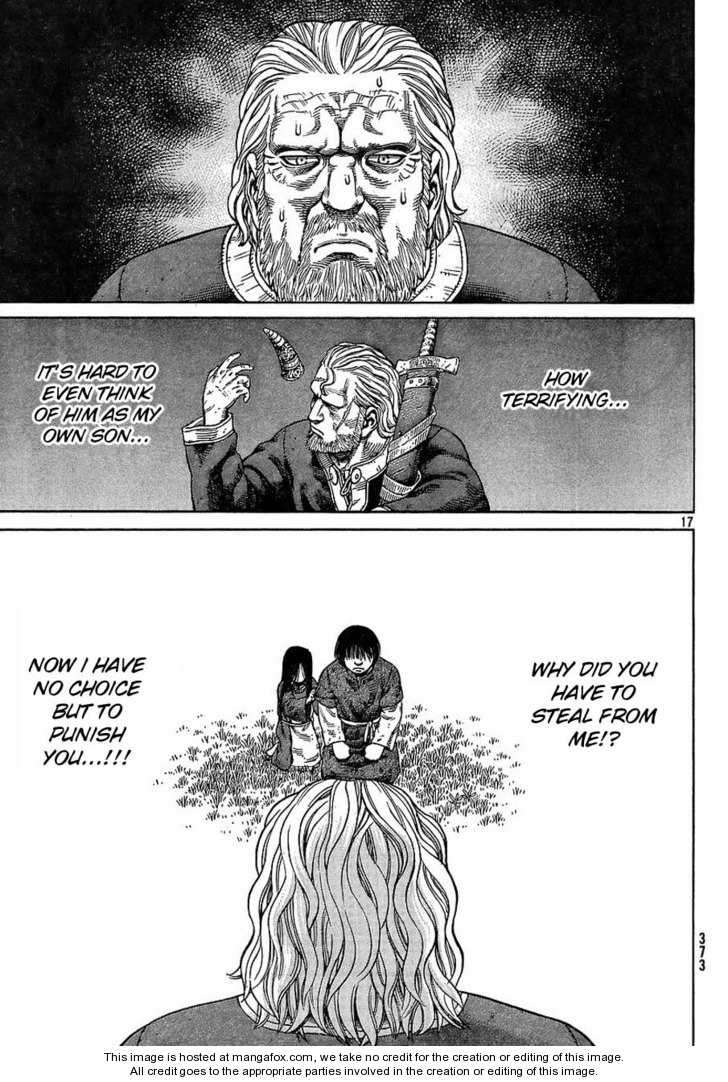 HOW
TERRIFYING...
IT'S HARD TO
EVEN THINK
OF HIM AS MY
OWN SON...
17
WHY DID YOU
HAVE TO
STEAL FROM
ME!?
NOW I HAVE
NO CHOICE
BUT TO
PUNISH
YOU...!!!
373
This image is hosted at mangafox.com, we take no credit for the creation or editing of this image.
All credit goes to the appropriate parties involved in the creation or editing of this image.